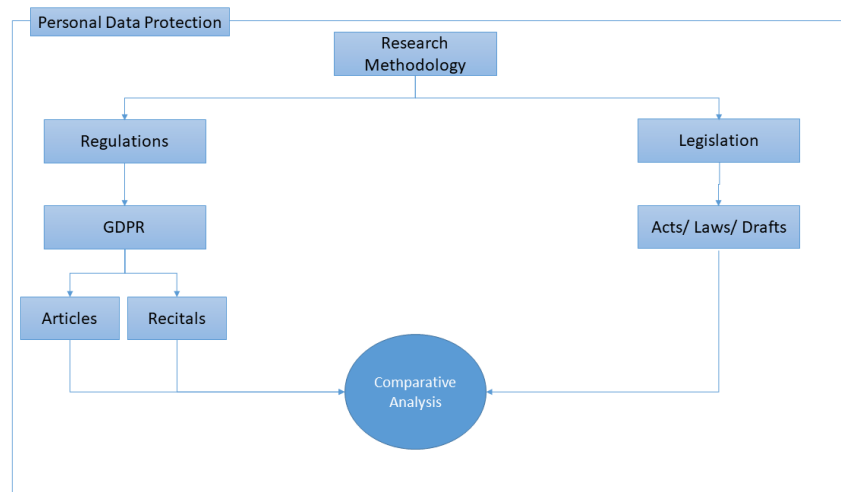 Personal Data Protection
Research
Methodology
Regulations
Legislation
GDPR
Acts/ Laws/ Drafts
Articles
Recitals
Comparative
Analysis